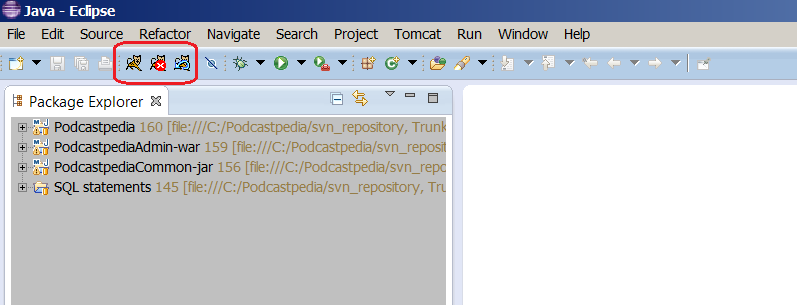 Java - Eclipse
File Edit Source Refactor Navigate Search Project Tomcat Run Window Help
Package Explorer
Podcastpedia 160 [file:///C:/Podcastpedia/svn_repository, Trunk
PodcastpediaAdmin-war 159 [file:///C:/Podcastpedia/svn_reposit
PodcastpediaCommon-jar 156 [file:///C:/Podcastpedia/svn_reposi
SQL statements 145 [file:///C:/Podcastpedia/svn_repository, Tru